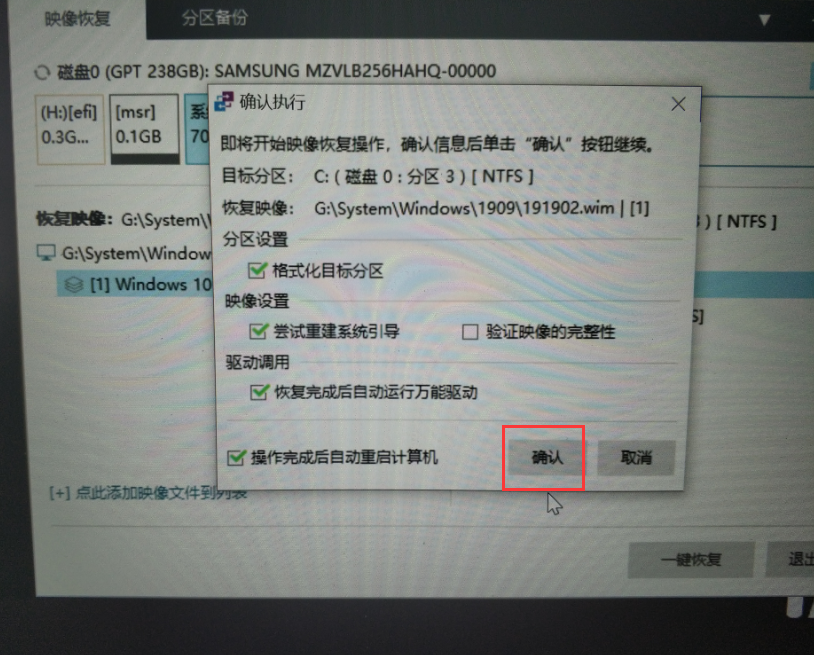 映像恢复 分区备份
磁盘0 (GPT 238GB): SAMSUNG MZVLB256HAHQ-00000
(H:)[efi] [msr] 系
0.3G... 0.1GB 70
确认执行
即将开始映像恢复操作，确认信息后单击“确认”按钮继续。
目标分区： C: ( 磁盘 0 : 分区 3 ) [ NTFS ]
恢复映像： G:\System\Windows\1909\191902.wim | [1]
分区设置
格式化目标分区
映像设置
尝试重建系统引导 验证映像的完整性
驱动调用
恢复完成后自动运行万能驱动
操作完成后自动重启计算机 确认 取消
恢复映像： G:\System\ ) [ NTFS ]
G:\System\Window
[1] Windows 10
S]
[+] 点此添加映像文件到列表
一键恢复 退出